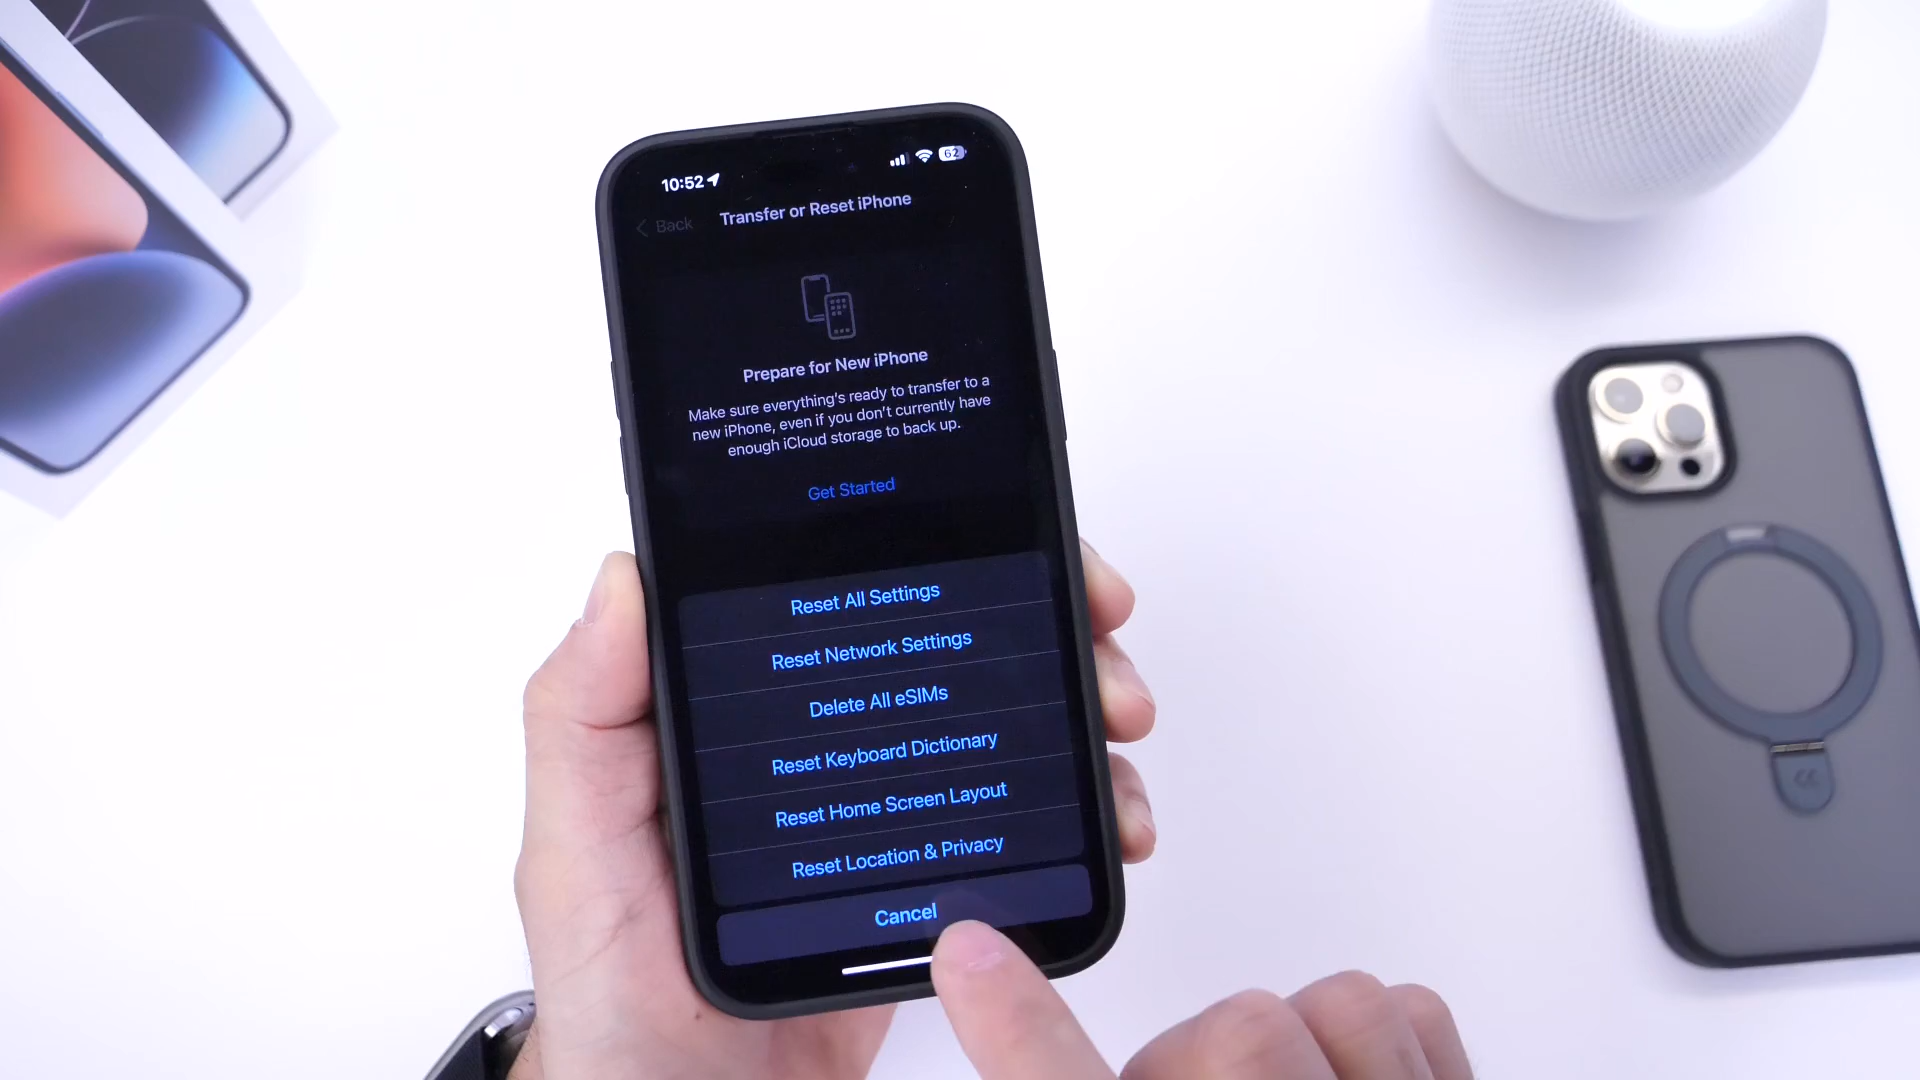 10:52
62
Back
Transfer or Reset iPhone
Prepare for New iPhone
Make sure everything's ready to transfer to a
new iPhone, even if you don't currently have
enough iCloud storage to back up.
Get Started
Reset All Settings
Reset Network Settings
Delete All eSIMs
Reset Keyboard Dictionary
Reset Home Screen Layout
Reset Location & Privacy
Cancel